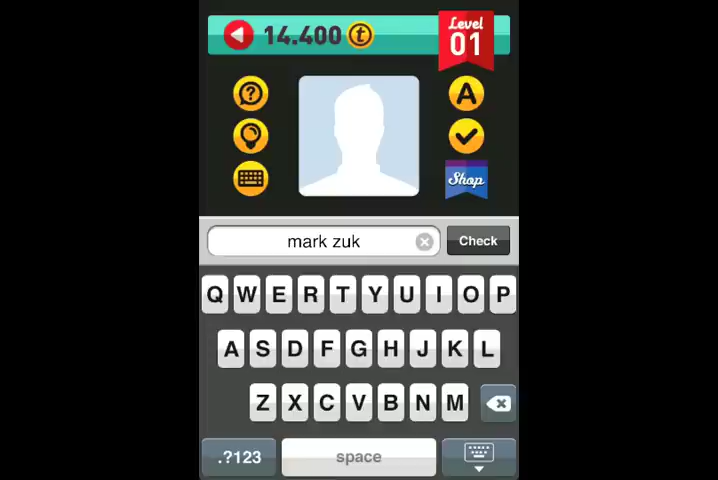 14.400 t
Level
01
?
A
Shop
mark zuk
Check
Q W E R T Y U I O P
A S D F G H J K L
Z X C V B N M
.?123 space